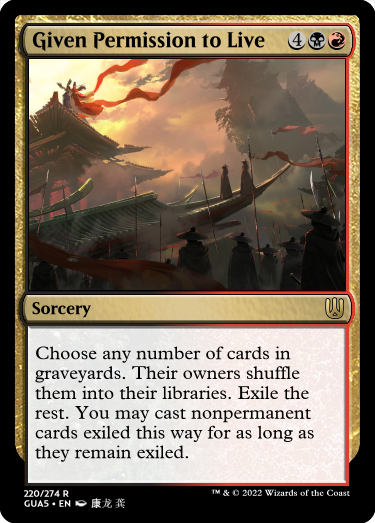 Given Permission to Live 4
Sorcery
Choose any number of cards in
graveyards. Their owners shuffle
them into their libraries. Exile the
rest. You may cast nonpermanent
cards exiled this way for as long as
they remain exiled.
220/274 R
GUA5 • EN 康龙 龚
™ & © 2022 Wizards of the Coast